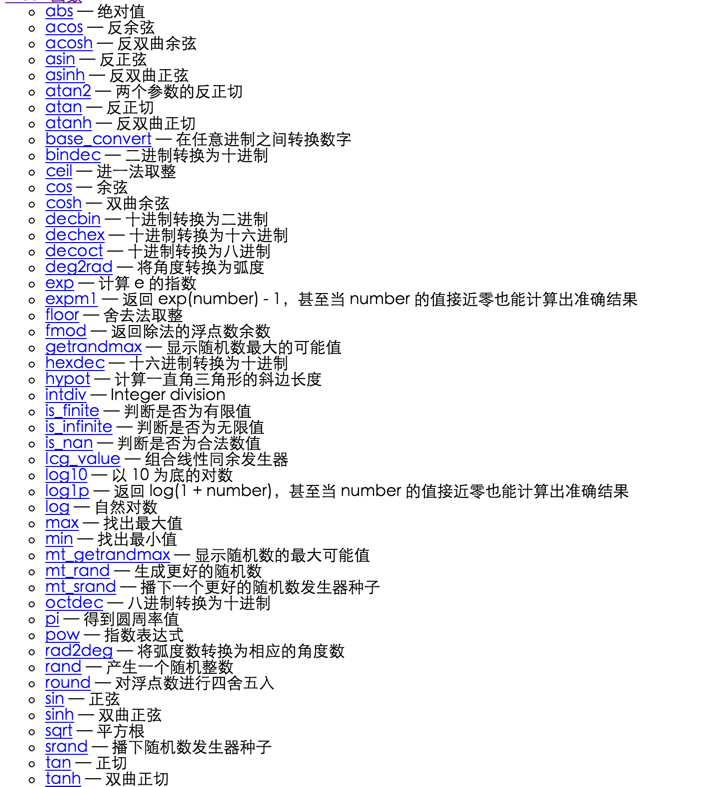 abs — 绝对值
acos — 反余弦
acosh — 反双曲余弦
asin — 反正弦
asinh — 反双曲正弦
atan2 — 两个参数的反正切
atan — 反正切
atanh — 反双曲正切
base_convert — 在任意进制之间转换数字
bindec — 二进制转换为十进制
ceil — 进一法取整
cos — 余弦
cosh — 双曲余弦
decbin — 十进制转换为二进制
dechex — 十进制转换为十六进制
decoct — 十进制转换为八进制
deg2rad — 将角度转换为弧度
exp — 计算 e 的指数
expm1 — 返回 exp(number) - 1，甚至当 number 的值接近零也能计算出准确结果
floor — 舍去法取整
fmod — 返回除法的浮点数余数
getrandmax — 显示随机数最大的可能值
hexdec — 十六进制转换为十进制
hypot — 计算一直角三角形的斜边长度
intdiv — Integer division
is_finite — 判断是否为有限值
is_infinite — 判断是否为无限值
is_nan — 判断是否为合法数值
lcg_value — 组合线性同余发生器
log10 — 以 10 为底的对数
log1p — 返回 log(1 + number)，甚至当 number 的值接近零也能计算出准确结果
log — 自然对数
max — 找出最大值
min — 找出最小值
mt_getrandmax — 显示随机数的最大可能值
mt_rand — 生成更好的随机数
mt_srand — 播下一个更好的随机数发生器种子
octdec — 八进制转换为十进制
pi — 得到圆周率值
pow — 指数表达式
rad2deg — 将弧度数转换为相应的角度数
rand — 产生一个随机整数
round — 对浮点数进行四舍五入
sin — 正弦
sinh — 双曲正弦
sqrt — 平方根
srand — 播下随机数发生器种子
tan — 正切
tanh — 双曲正切